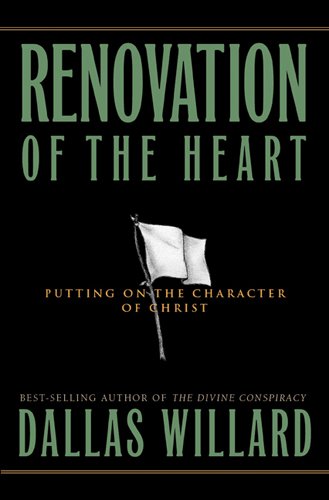 RENOVATION
OF THE HEART
PUTTING ON THE CHARACTER
OF CHRIST
BEST-SELLING AUTHOR OF THE DIVINE CONSPIRACY
DALLAS WILLARD